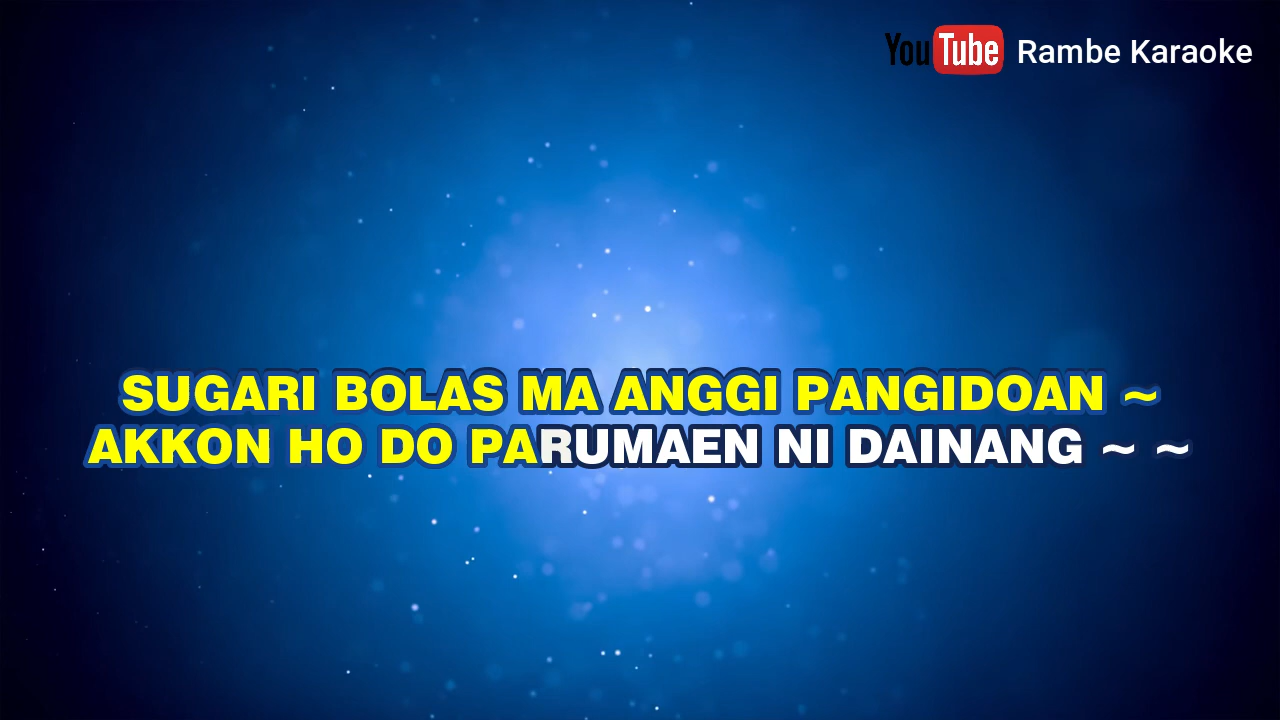 YouTube Rambe Karaoke
SUGARI BOLAS MA ANGGI PANGIDOAN ~
AKKON HO DO PARUMAEN NI DAINANG ~ ~